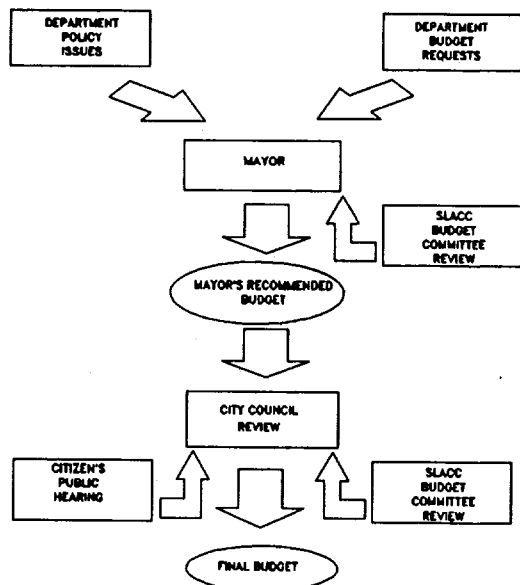 DEPARTMENT
POLICY
ISSUES
DEPARTMENT
BUDGET
REQUESTS
MAYOR
SLACC
BUDGET
COMMITTEE
REVIEW
MAYOR'S RECOMMENDED
BUDGET
CITY COUNCIL
REVIEW
CITIZEN'S
PUBLIC
HEARING
SLACC
BUDGET
COMMITTEE
REVIEW
FINAL BUDGET